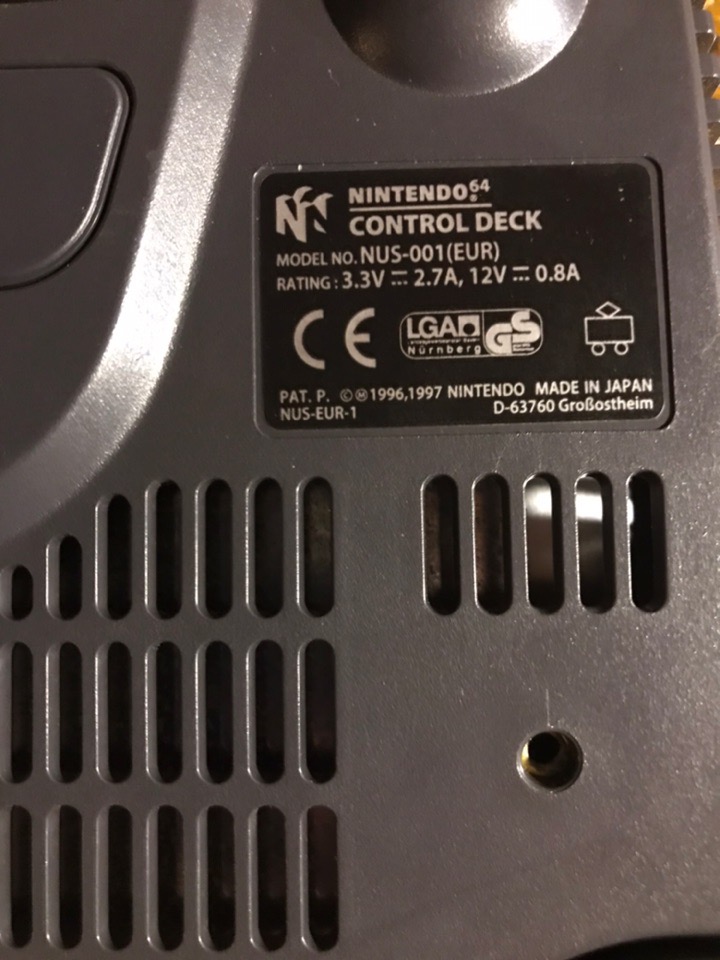 NINTENDO64
CONTROL DECK
MODEL NO. NUS-001(EUR)
RATING : 3.3V ⎓ 2.7A, 12V ⎓ 0.8A
CE
LGA
Nürnberg
GS
PAT. P. ©Ⓜ1996,1997 NINTENDO MADE IN JAPAN
NUS-EUR-1 D-63760 Großostheim